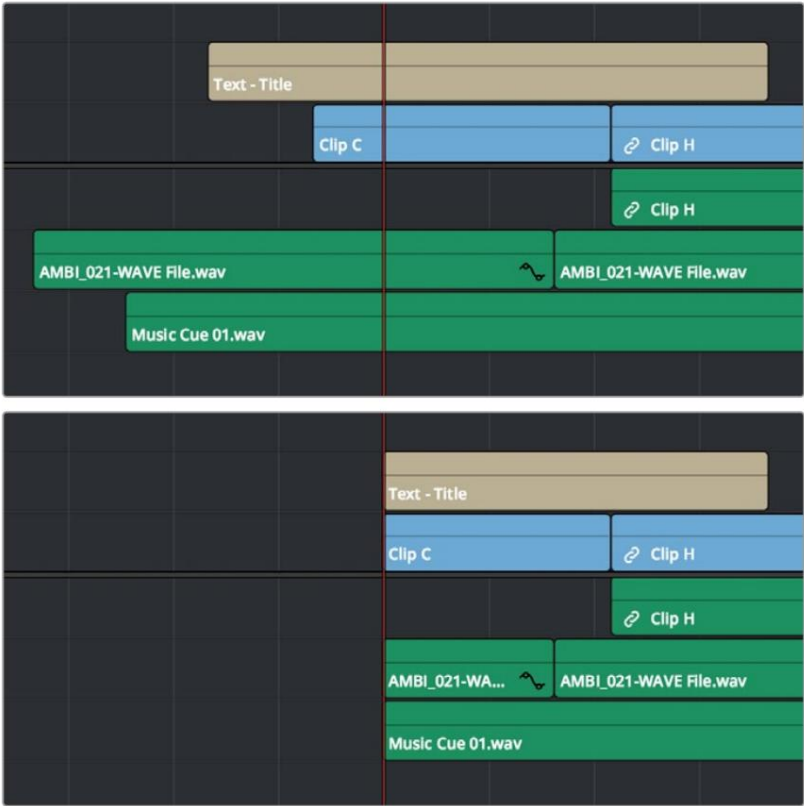 Text - Title
Clip C
Clip H
Clip H
AMBI_021-WAVE File.wav
AMBI_021-WAVE File.wav
Music Cue 01.wav
Text - Title
Clip C
Clip H
Clip H
AMBI_021-WA...
AMBI_021-WAVE File.wav
Music Cue 01.wav